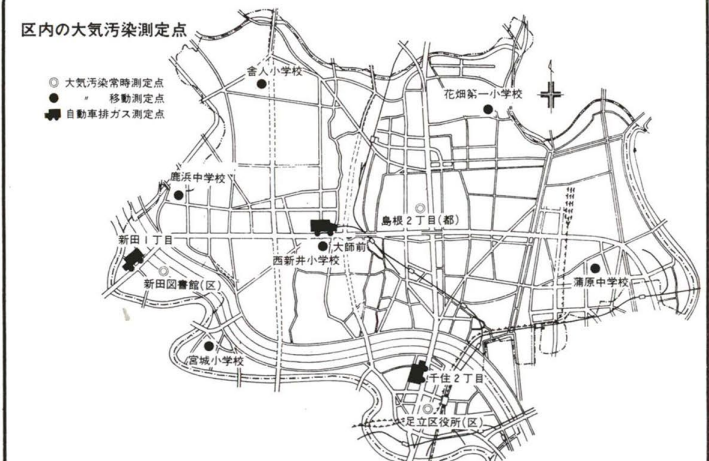 区内の大気汚染測定点
◎ 大気汚染常時測定点
● 〃 移動測定点
自動車排ガス測定点
舎人小学校
花畑第一小学校
鹿浜中学校
島根2丁目(都)
新田1丁目
大師前
西新井小学校
新田図書館(区)
蒲原中学校
宮城小学校
千住2丁目
足立区役所(区)